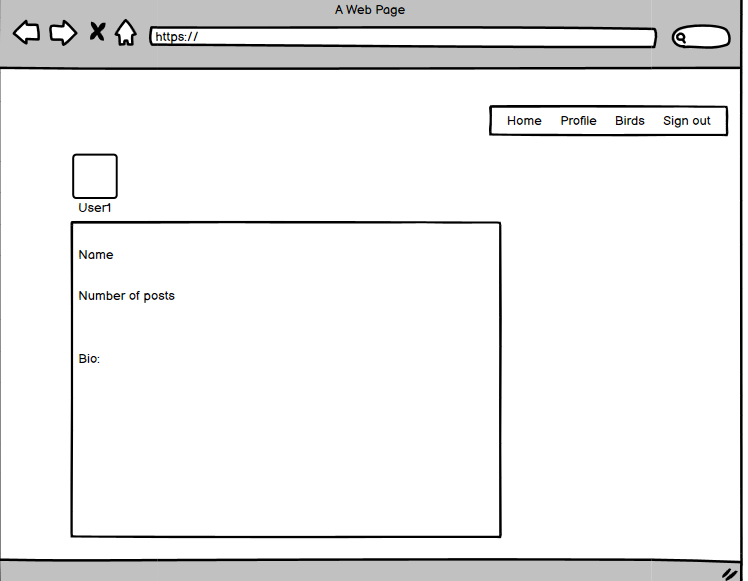 A Web Page
https://
Home Profile Birds Sign out
User1
Name
Number of posts
Bio: